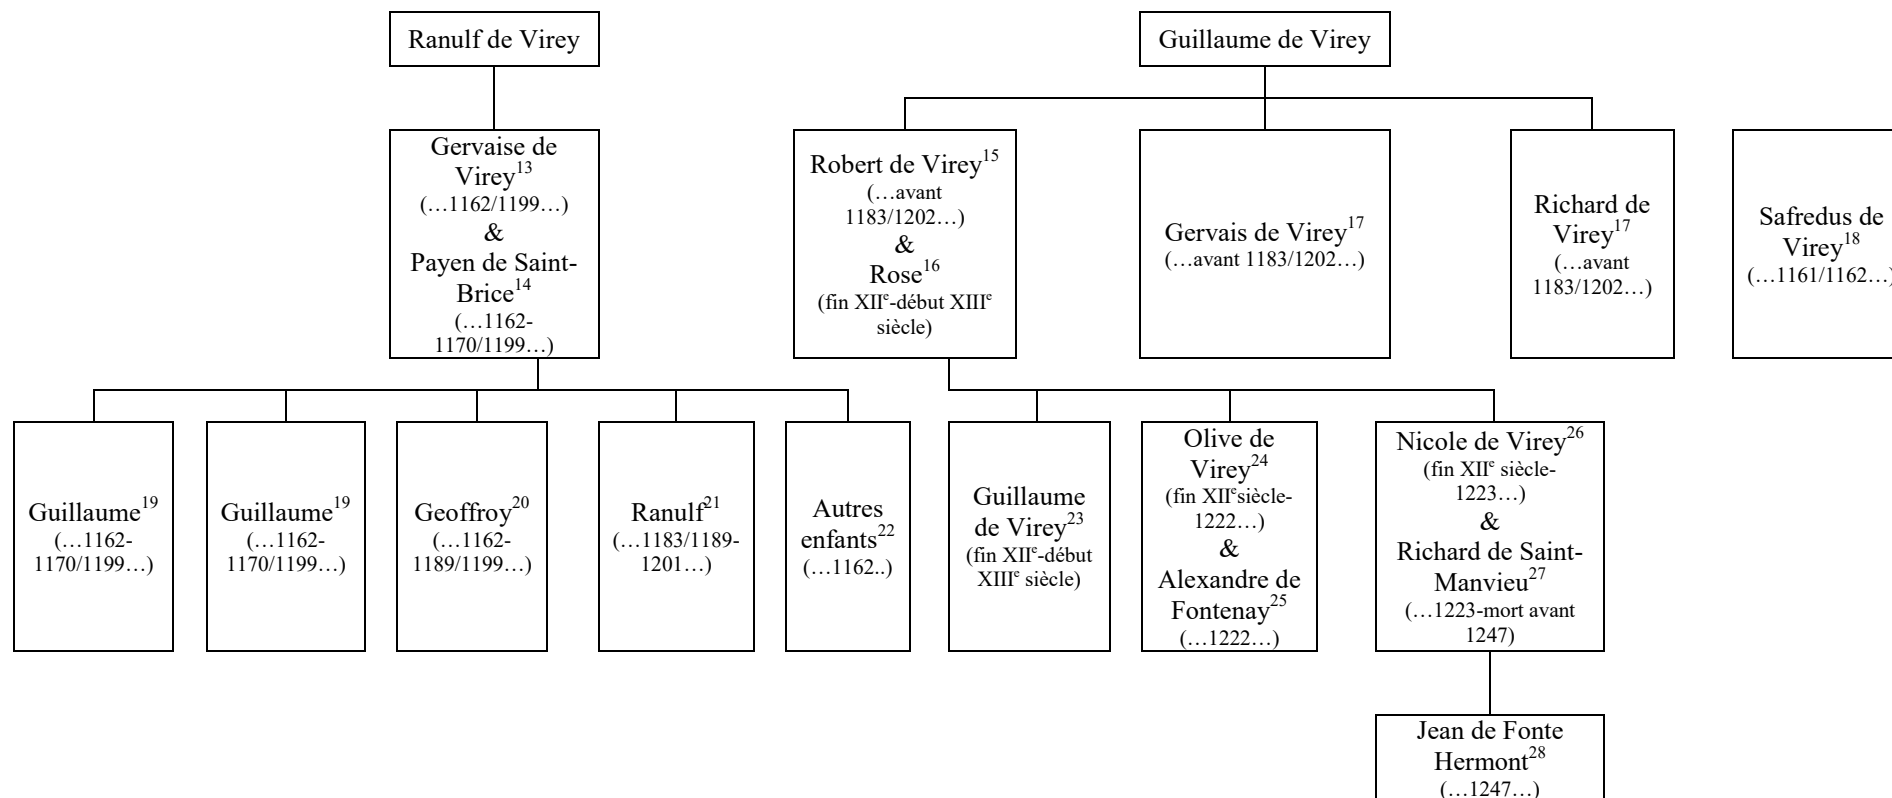 Ranulf de Virey
Guillaume de Virey
Gervaise de
Virey13
(…1162/1199…)
&
Payen de Saint-
Brice14
(…1162-
1170/1199…)
Robert de Virey15
(…avant
1183/1202…)
&
Rose16
(fin XIIe-début XIIIe
siècle)
Gervais de Virey17
(…avant 1183/1202…)
Richard de
Virey17
(…avant
1183/1202…)
Safredus de
Virey18
(…1161/1162…)
Guillaume19
(…1162-
1170/1199…)
Guillaume19
(…1162-
1170/1199…)
Geoffroy20
(…1162-
1189/1199…)
Ranulf21
(…1183/1189-
1201…)
Autres
enfants22
(…1162..)
Guillaume
de Virey23
(fin XIIe-début
XIIIe siècle)
Olive de
Virey24
(fin XIIesiècle-
1222…)
&
Alexandre de
Fontenay25
(…1222…)
Nicole de Virey26
(fin XIIe siècle-
1223…)
&
Richard de Saint-
Manvieu27
(…1223-mort avant
1247)
Jean de Fonte
Hermont28
(…1247…)